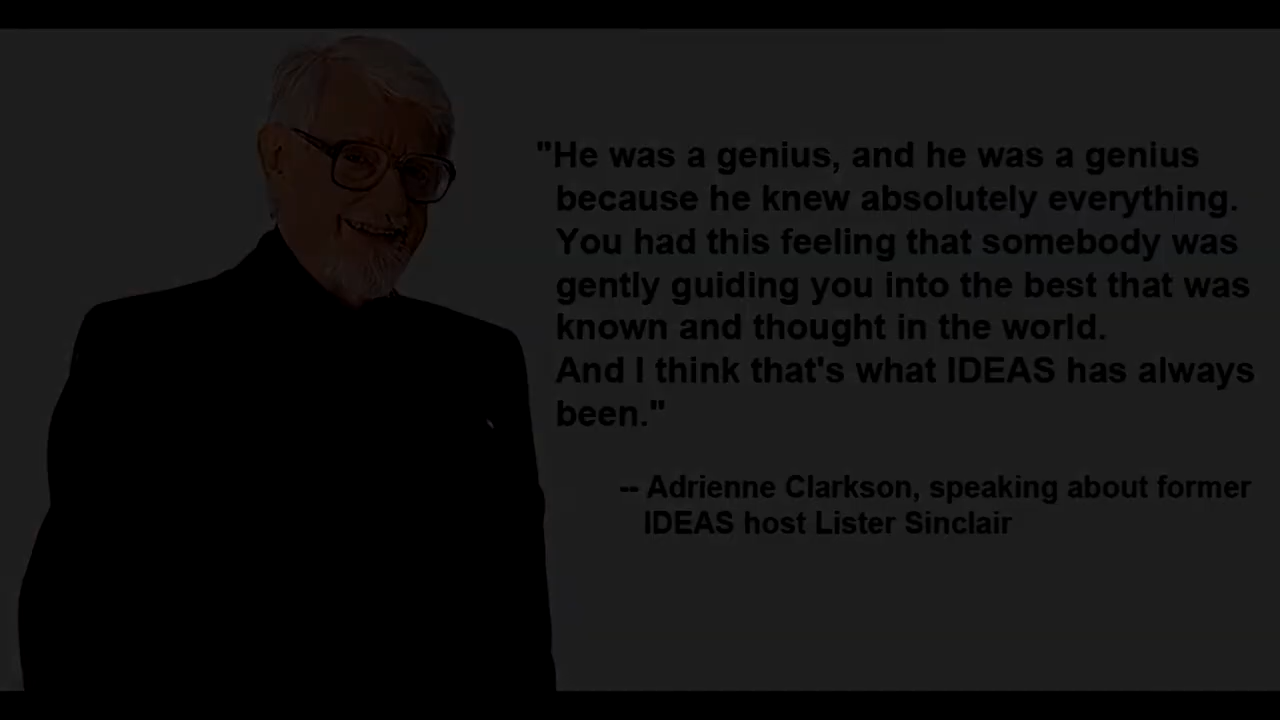 "He was a genius, and he was a genius
because he knew absolutely everything.
You had this feeling that somebody was
gently guiding you into the best that was
known and thought in the world.
And I think that's what IDEAS has always
been."
-- Adrienne Clarkson, speaking about former
IDEAS host Lister Sinclair